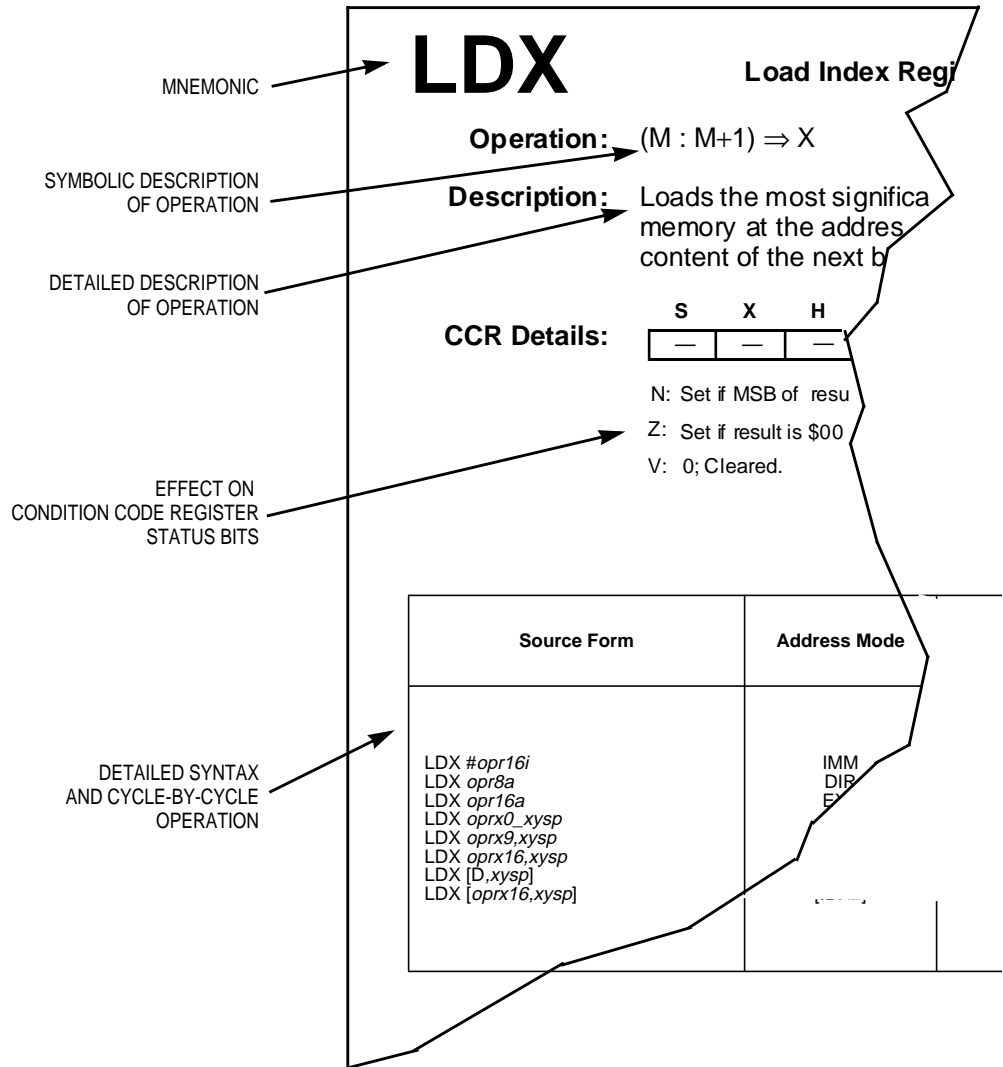 LDX
Load Index Regi
MNEMONIC
Operation: (M : M+1) ⇒ X
SYMBOLIC DESCRIPTION
OF OPERATION
Description: Loads the most significa
memory at the addres
content of the next b
DETAILED DESCRIPTION
OF OPERATION
S X H
CCR Details: — — —
N: Set if MSB of resu
Z: Set if result is $00
V: 0; Cleared.
EFFECT ON
CONDITION CODE REGISTER
STATUS BITS
Source Form Address Mode
DETAILED SYNTAX
AND CYCLE-BY-CYCLE
OPERATION
LDX #opr16i IMM
LDX opr8a DIR
LDX opr16a
LDX oprx0_xysp
LDX oprx9,xysp
LDX oprx16,xysp
LDX [D,xysp]
LDX [oprx16,xysp]